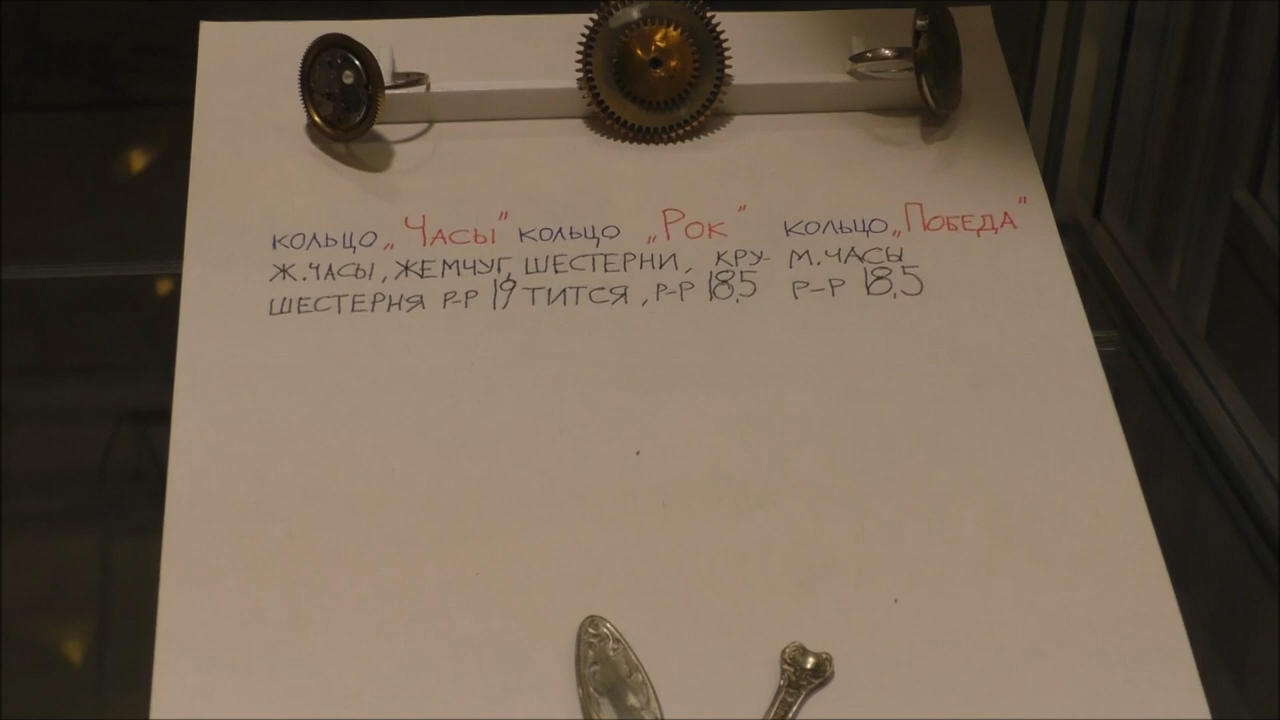 кольцо „Часы" кольцо „Рок" кольцо „Победа"
Ж.ЧАСЫ, ЖЕМЧУГ, ШЕСТЕРНИ, КРУ- М.ЧАСЫ
ШЕСТЕРНЯ Р-Р 19 ТИТСЯ, Р-Р 18,5 Р-Р 18,5